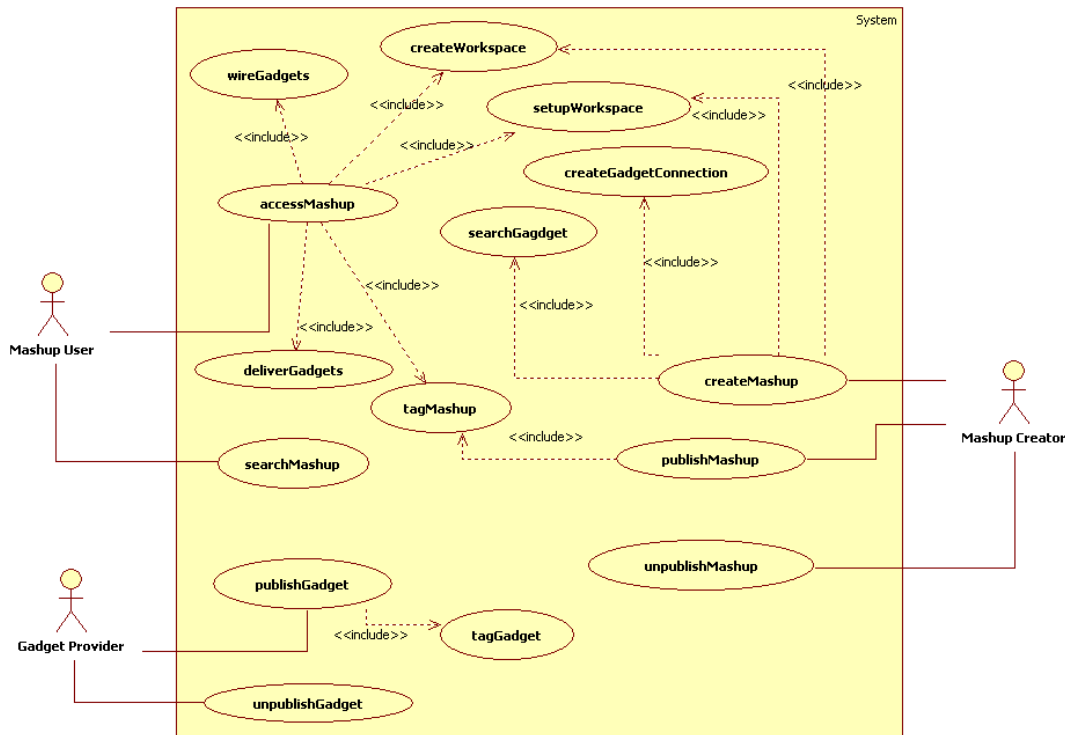 System
createWorkspace
wireGadgets
<<include>>
<<include>>
setupWorkspace
<<include>>
<<include>>
<<include>>
createGadgetConnection
accessMashup
searchGagdget
<<include>>
<<include>>
<<include>>
<<include>>
<<include>>
Mashup User
deliverGadgets
createMashup
tagMashup
Mashup Creator
<<include>>
searchMashup
publishMashup
unpublishMashup
publishGadget
<<include>>
tagGadget
Gadget Provider
unpublishGadget